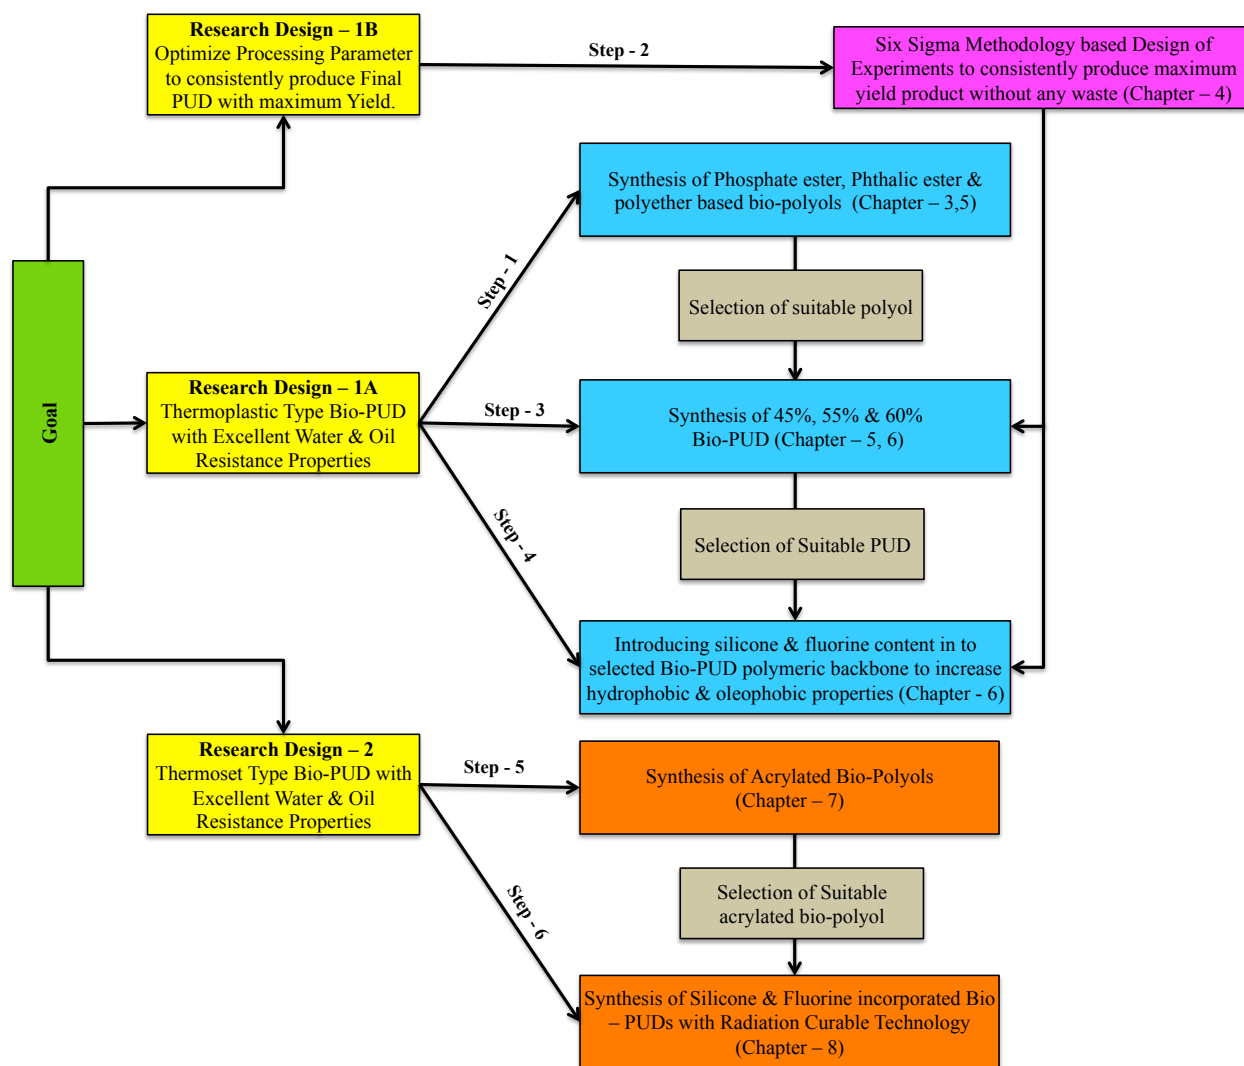 Research Design – 1B
Optimize Processing Parameter
to consistently produce Final
PUD with maximum Yield.
Step - 2
Six Sigma Methodology based Design of
Experiments to consistently produce maximum
yield product without any waste (Chapter – 4)
Synthesis of Phosphate ester, Phthalic ester &
polyether based bio-polyols (Chapter – 3,5)
Step - 1
Selection of suitable polyol
Goal
Research Design – 1A
Thermoplastic Type Bio-PUD
with Excellent Water & Oil
Resistance Properties
Step - 3
Synthesis of 45%, 55% & 60%
Bio-PUD (Chapter – 5, 6)
Step - 4
Selection of Suitable PUD
Introducing silicone & fluorine content in to
selected Bio-PUD polymeric backbone to increase
hydrophobic & oleophobic properties (Chapter - 6)
Research Design – 2
Thermoset Type Bio-PUD with
Excellent Water & Oil
Resistance Properties
Step - 5
Synthesis of Acrylated Bio-Polyols
(Chapter – 7)
Step - 6
Selection of Suitable
acrylated bio-polyol
Synthesis of Silicone & Fluorine incorporated Bio
– PUDs with Radiation Curable Technology
(Chapter – 8)